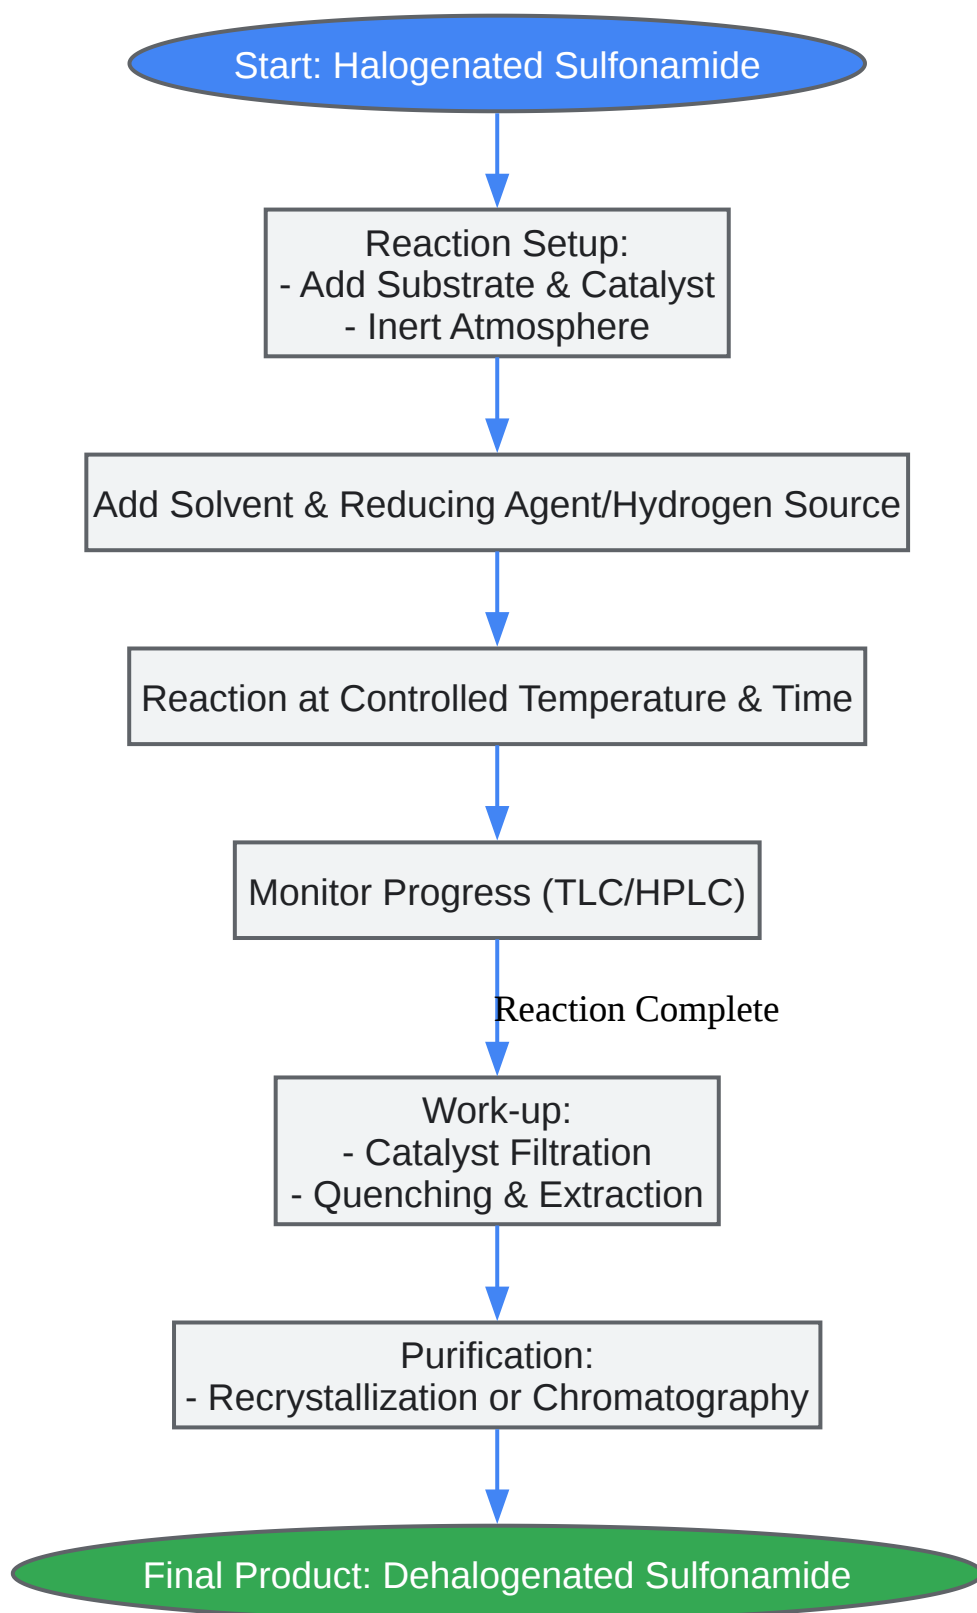 Start: Halogenated Sulfonamide
Reaction Setup:
- Add Substrate & Catalyst
- Inert Atmosphere
Add Solvent & Reducing Agent/Hydrogen Source
Reaction at Controlled Temperature & Time
Monitor Progress (TLC/HPLC)
Reaction Complete
Work-up:
- Catalyst Filtration
- Quenching & Extraction
Purification:
- Recrystallization or Chromatography
Final Product: Dehalogenated Sulfonamide